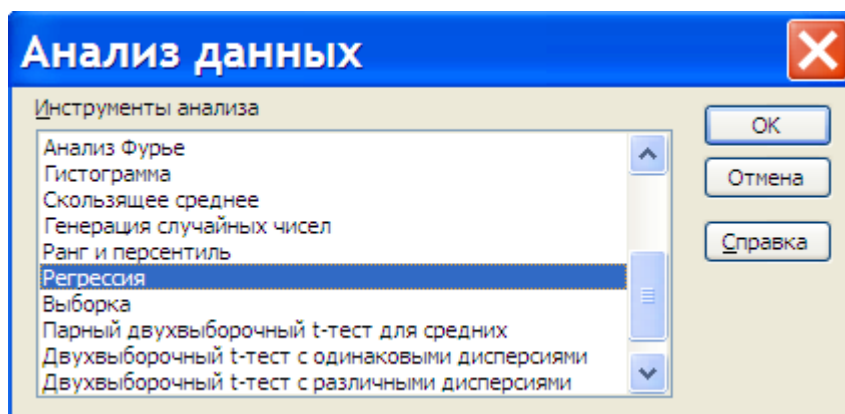 Анализ данных
Инструменты анализа
Анализ Фурье
Гистограмма
Скользящее среднее
Генерация случайных чисел
Ранг и персентиль
Регрессия
Выборка
Парный двухвыборочный t-тест для средних
Двухвыборочный t-тест с одинаковыми дисперсиями
Двухвыборочный t-тест с различными дисперсиями
OK
Отмена
Справка